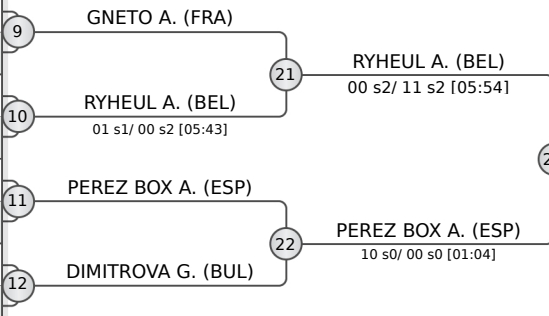 GNETO A. (FRA)
9
21
RYHEUL A. (BEL)
00 s2/ 11 s2 [05:54]
RYHEUL A. (BEL)
10
01 s1/ 00 s2 [05:43]
2
PEREZ BOX A. (ESP)
11
22
PEREZ BOX A. (ESP)
10 s0/ 00 s0 [01:04]
DIMITROVA G. (BUL)
12